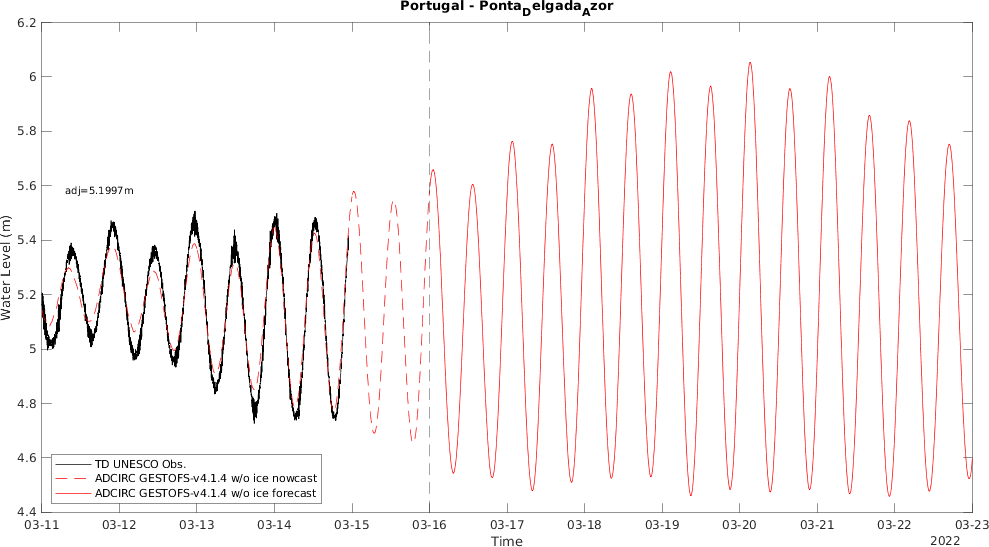 Portugal - PontaDelgadaAzor
6.2
6
5.8
5.6
5.4
5.2
5
4.8
4.6
4.4
Water Level (m)
adj=5.1997m
TD UNESCO Obs.
ADCIRC GESTOFS-v4.1.4 w/o ice nowcast
ADCIRC GESTOFS-v4.1.4 w/o ice forecast
03-11 03-12 03-13 03-14 03-15 03-16 03-17 03-18 03-19 03-20 03-21 03-22 03-23
Time
2022